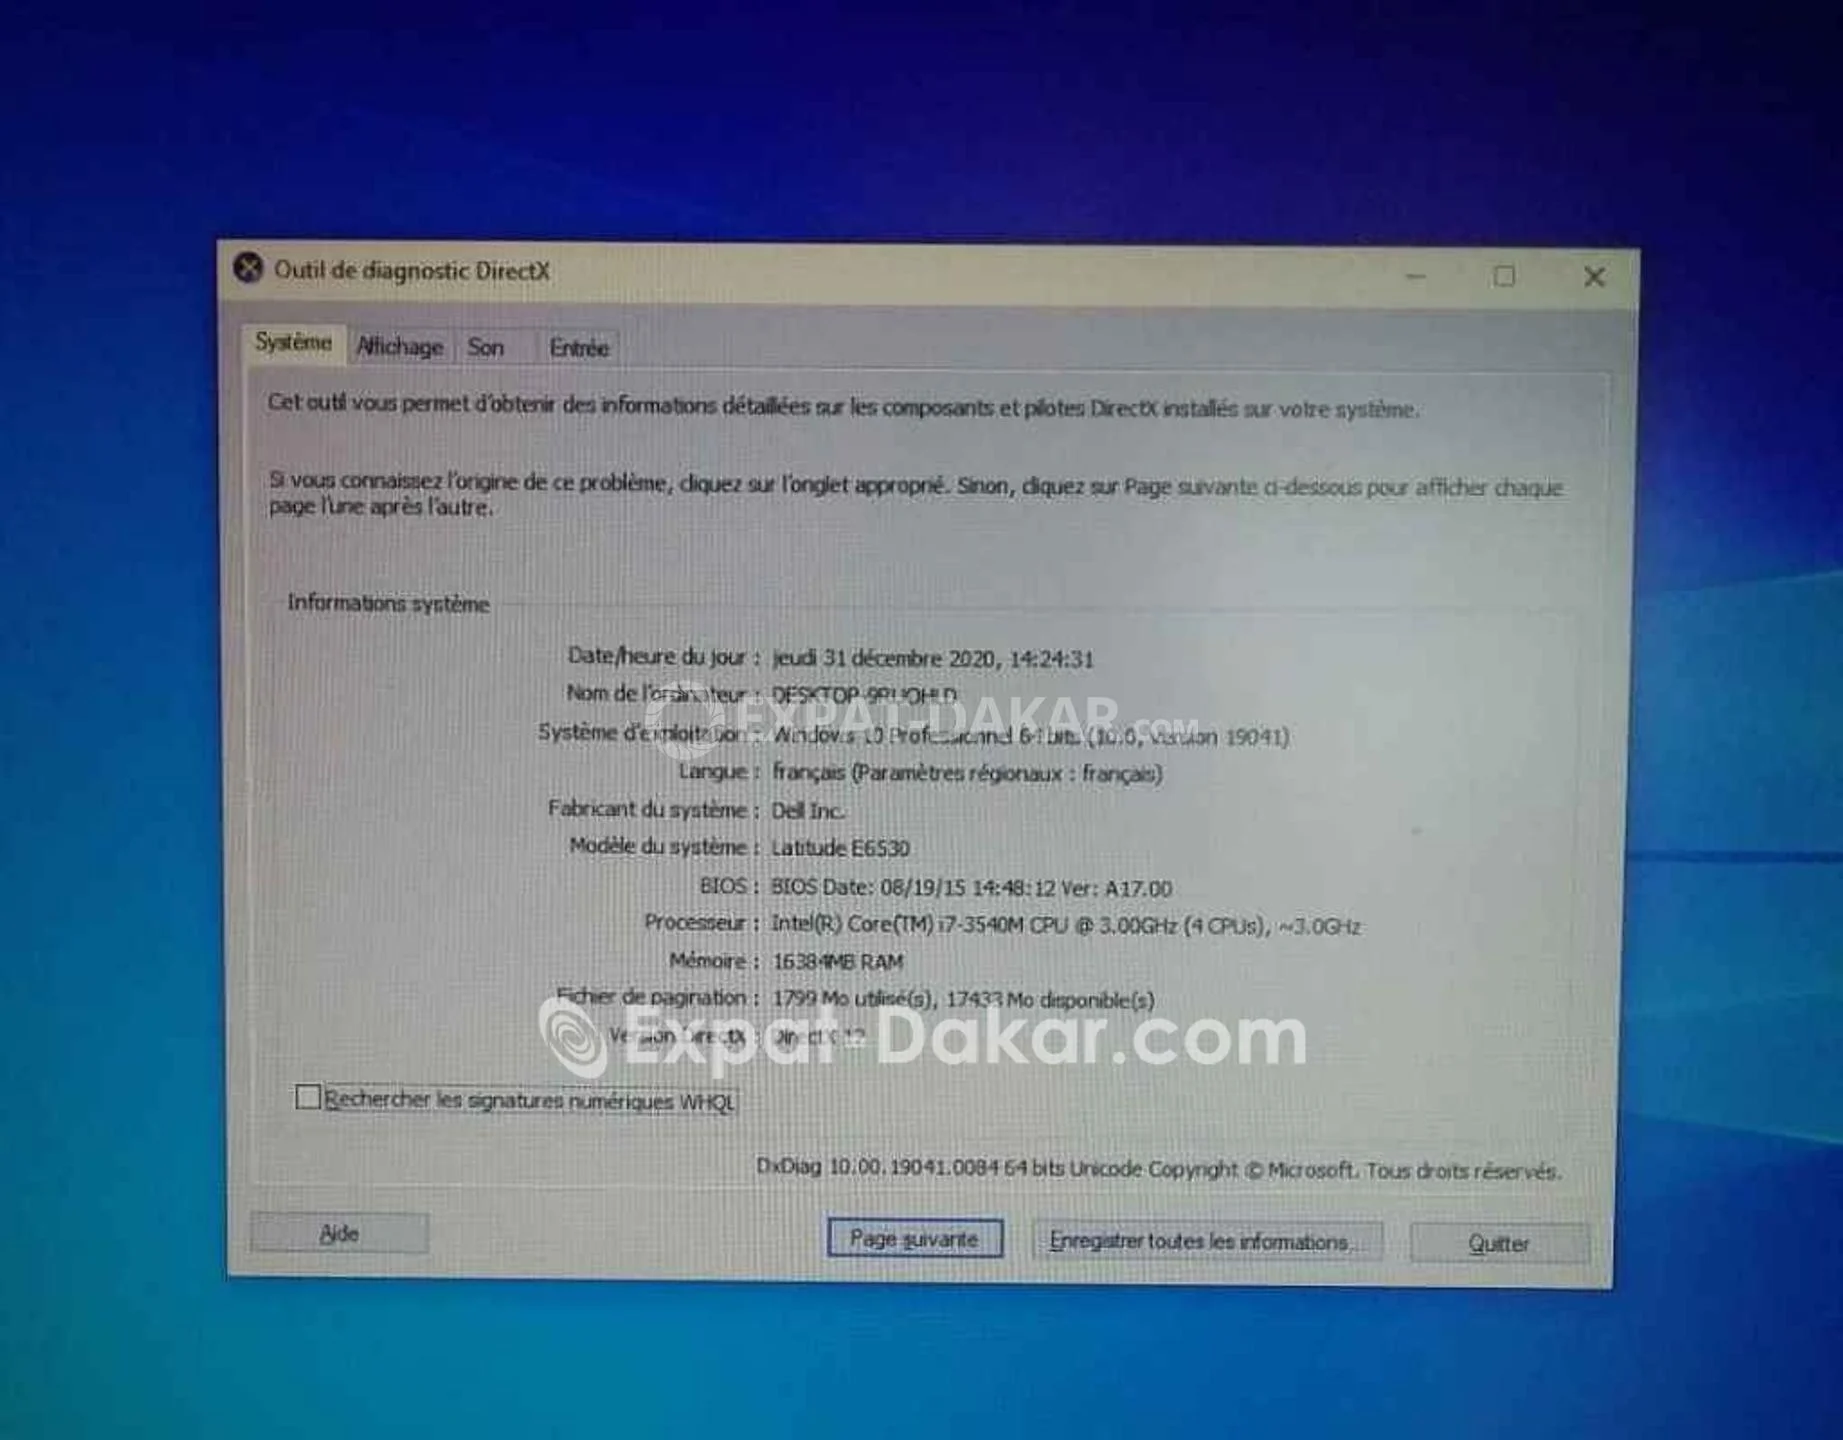 Outil de diagnostic DirectX
Système Affichage Son Entrée
Cet outil vous permet d'obtenir des informations détaillées sur les composants et pilotes DirectX installés sur votre système.
Si vous connaissez l'origine de ce problème, cliquez sur l'onglet approprié. Sinon, cliquez sur Page suivante ci-dessous pour afficher chaque
page l'une après l'autre.
Informations système
Date/heure du jour : jeudi 31 décembre 2020, 14:24:31
Nom de l'ordinateur :
EXPAT-DAKAR.com
Système d'exploitation : Windows 10 Professionnel 64 bits (10.0, version 19041)
Langue : français (Paramètres régionaux : français)
Fabricant du système : Dell Inc.
Modèle du système : Latitude E6530
BIOS : BIOS Date: 08/19/15 14:48:12 Ver: A17.00
Processeur : Intel(R) Core(TM) i7-3540M CPU @ 3.00GHz (4 CPUs), ~3.0GHz
Mémoire : 16384MB RAM
Fichier de pagination : 1799 Mo utilisé(s), 17433 Mo disponible(s)
Version DirectX : DirectX 12
Expat Dakar.com
Rechercher les signatures numériques WHQL
DxDiag 10.00.19041.0084 64 bits Unicode Copyright © Microsoft. Tous droits réservés.
Aide Page suivante Enregistrer toutes les informations... Quitter